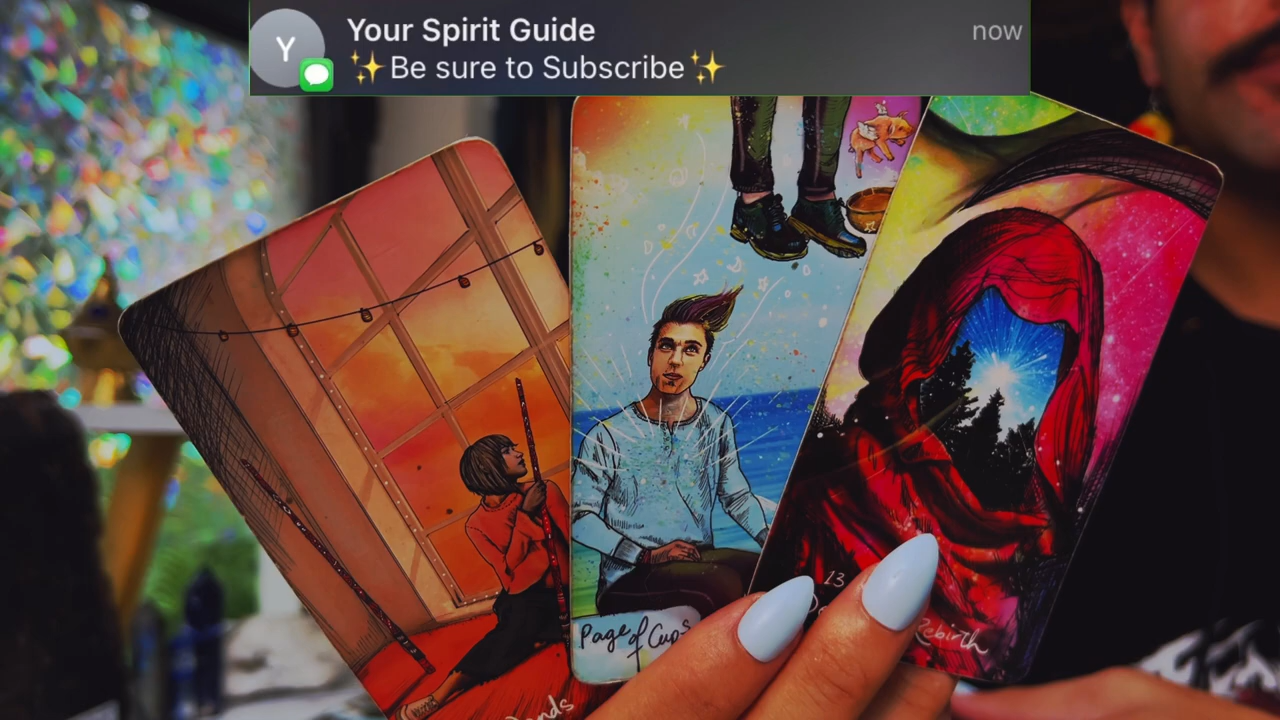 Your Spirit Guide
now
Y
✨Be sure to Subscribe✨
Page of Cups
13
Rebirth